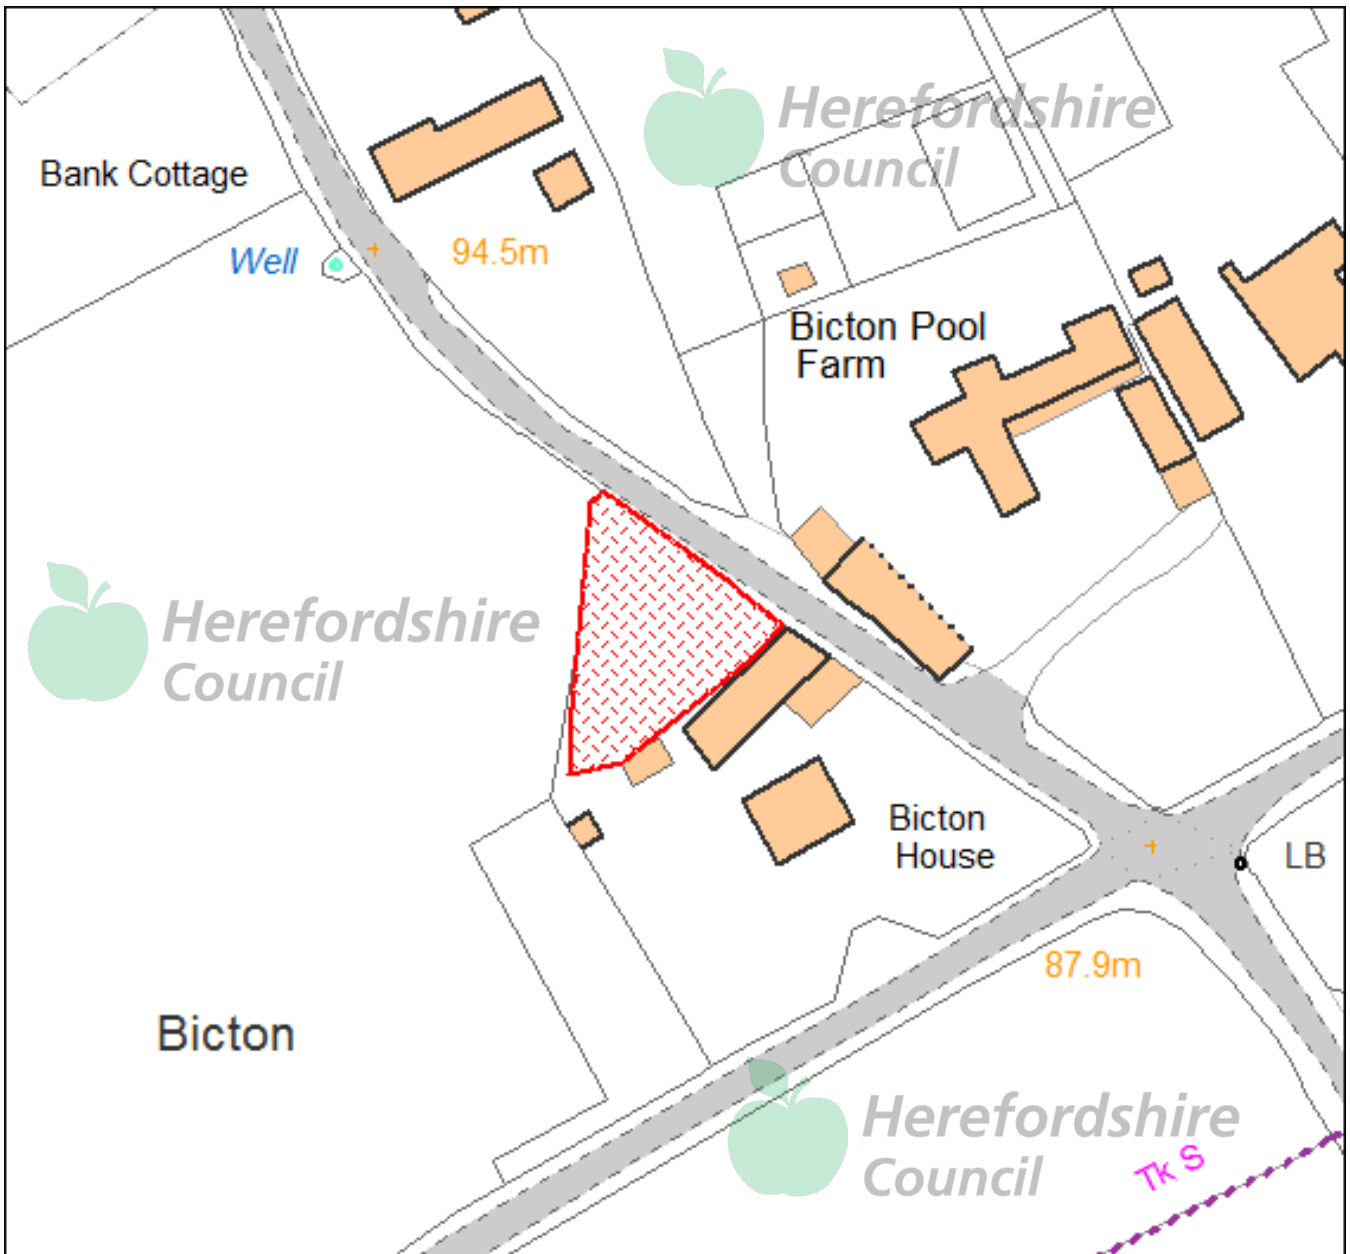 Herefordshire
Council
Bank Cottage
Well
94.5m
Bicton Pool
Farm
Herefordshire
Council
Bicton
House
LB
87.9m
Bicton
Herefordshire
Council
Tk S